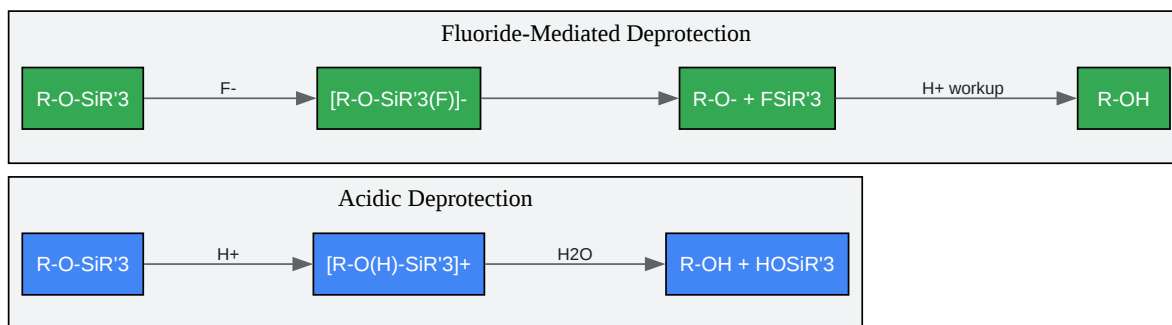 Fluoride-Mediated Deprotection
R-O-SiR'3
F-
[R-O-SiR'3(F)]-
R-O- + FSiR'3
H+ workup
R-OH
Acidic Deprotection
R-O-SiR'3
H+
[R-O(H)-SiR'3]+
H2O
R-OH + HOSiR'3